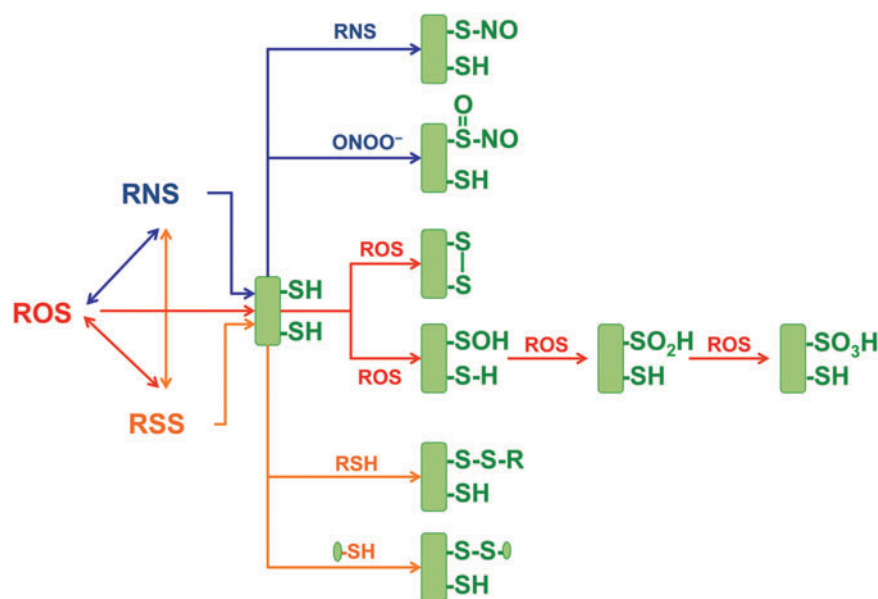 RNS
-S-NO
-SH
O
ONOO⁻
-S-NO
-SH
RNS
ROS
RSS
-SH
-SH
ROS
-S
-S
ROS
-SOH
S-H
ROS
-SO₂H
-SH
ROS
-SO₃H
-SH
RSH
-S-S-R
-SH
-SH
-S-S-
-SH